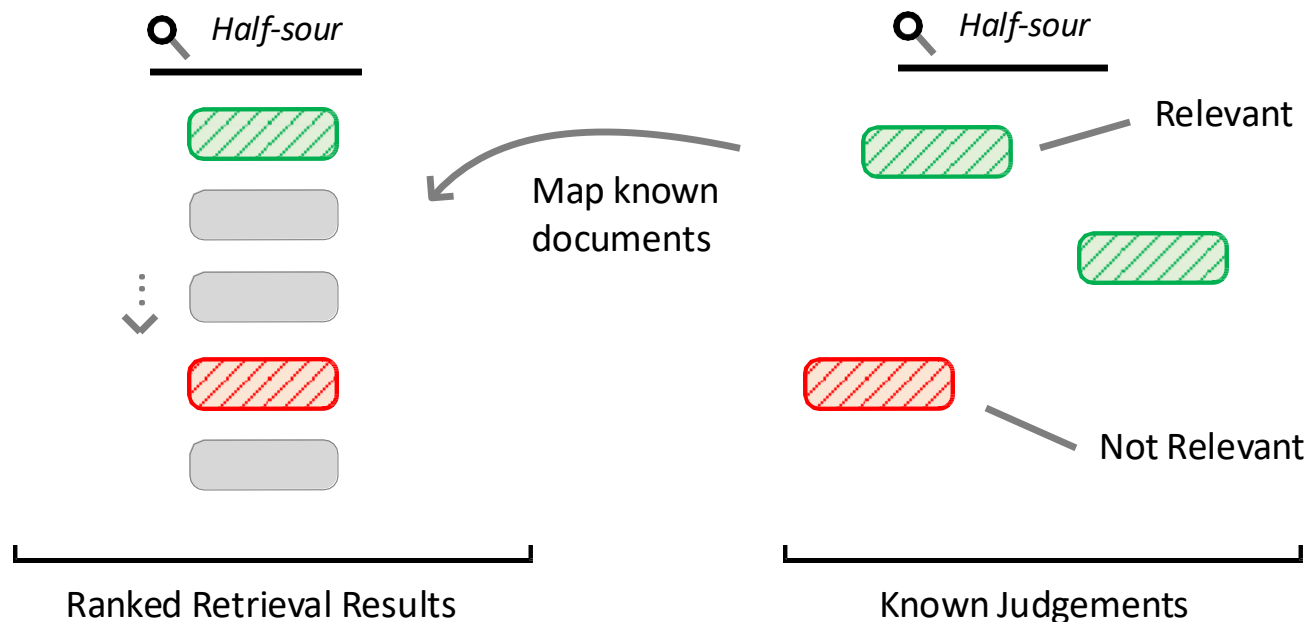 Half-sour
Half-sour
Relevant
Map known
documents
Not Relevant
Ranked Retrieval Results
Known Judgements